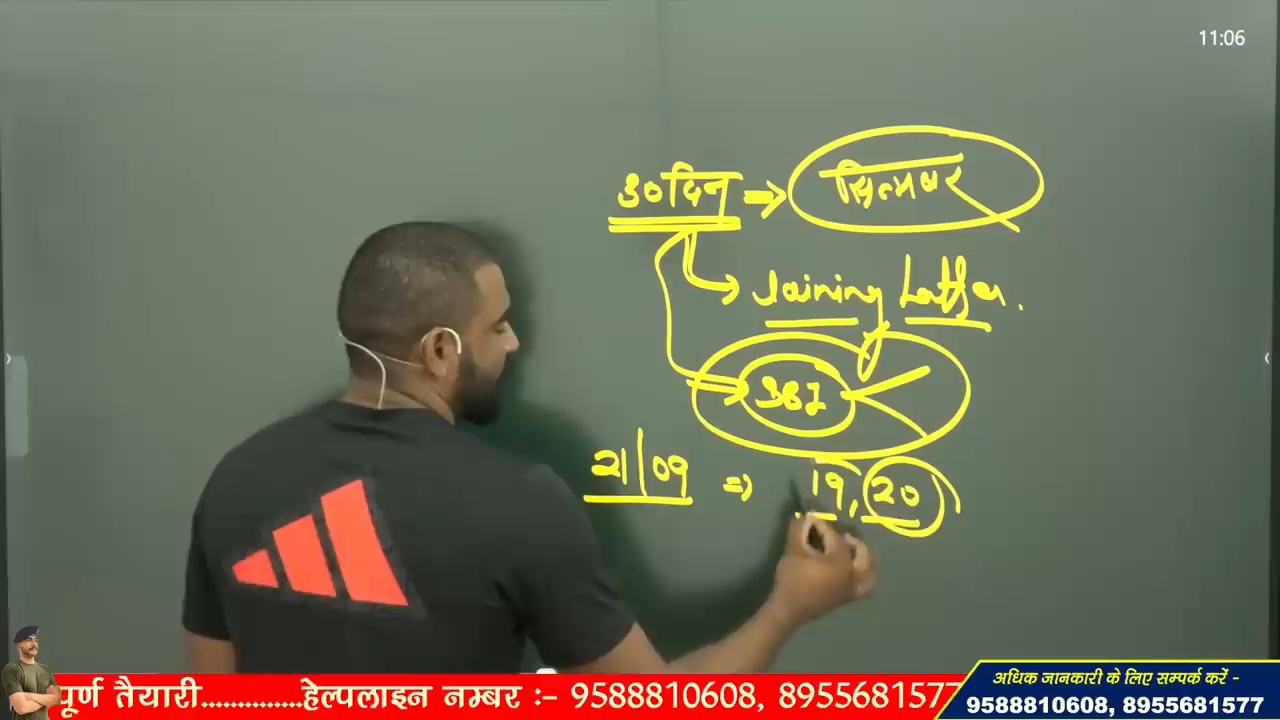 11:06
30दिन ⇒ सितम्बर
→ Joining Letter.
387
21|09 ⇒ 19, 20
पूर्ण तैयारी..............हेल्पलाइन नम्बर :- 9588810608, 8955681577
अधिक जानकारी के लिए सम्पर्क करें -
9588810608, 8955681577